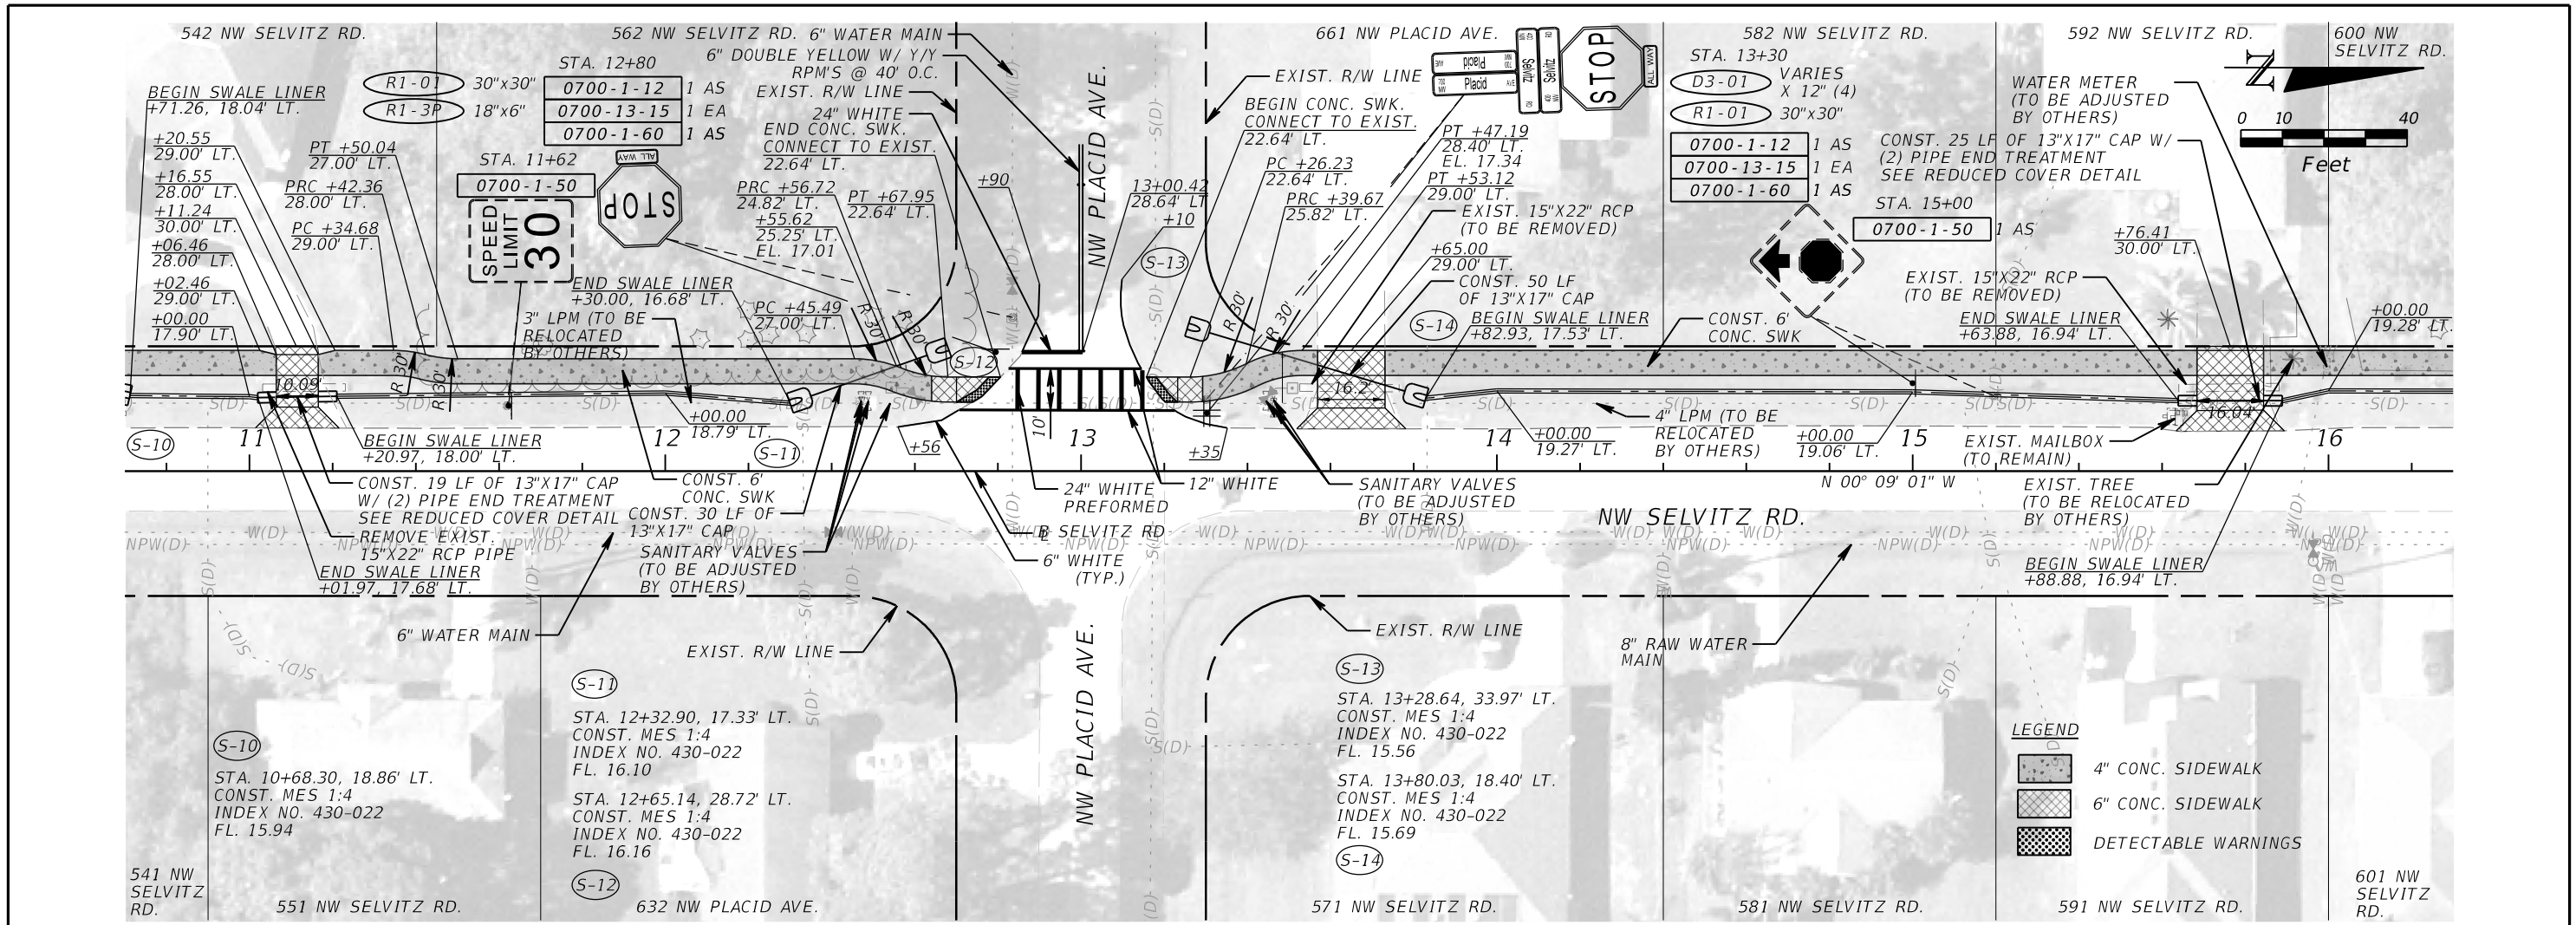 542 NW SELVITZ RD.
562 NW SELVITZ RD.
6" WATER MAIN
6" DOUBLE YELLOW W/ Y/Y
RPM'S @ 40' O.C.
EXIST. R/W LINE
24" WHITE
END CONC. SWK.
CONNECT TO EXIST.
22.64' LT.
STA. 12+80
R1-01
30"x30"
R1-3P
18"x6"
0700-1-12
1 AS
0700-13-15
1 EA
0700-1-60
1 AS
BEGIN SWALE LINER
+71.26, 18.04' LT.
+20.55
29.00' LT.
+16.55
28.00' LT.
+11.24
30.00' LT.
+06.46
28.00' LT.
+02.46
29.00' LT.
+00.00
17.90' LT.
PT +50.04
27.00' LT.
PRC +42.36
28.00' LT.
PC +34.68
29.00' LT.
STA. 11+62
0700-1-50
SPEED
LIMIT
30
ALL WAY
STOP
PRC +56.72
24.82' LT.
+55.62
25.25' LT.
EL. 17.01
PT +67.95
22.64' LT.
END SWALE LINER
+30.00, 16.68' LT.
PC +45.49
27.00' LT.
3" LPM (TO BE
RELOCATED
BY OTHERS)
R 30'
R 30'
R 30'
R 30'
S-12
+90
NW PLACID AVE.
13+00.42
28.64' LT.
+10
S-13
661 NW PLACID AVE.
EXIST. R/W LINE
BEGIN CONC. SWK.
CONNECT TO EXIST.
22.64' LT.
PC +26.23
22.64' LT.
PRC +39.67
25.82' LT.
PT +47.19
28.40' LT.
EL. 17.34
PT +53.12
29.00' LT.
EXIST. 15"X22" RCP
(TO BE REMOVED)
+65.00
29.00' LT.
CONST. 50 LF
OF 13"X17" CAP
BEGIN SWALE LINER
+82.93, 17.53' LT.
S-14
R 30'
R 30'
Placid
Placid
Selvitz
Selvitz
STOP
ALL WAY
582 NW SELVITZ RD.
STA. 13+30
D3-01
VARIES
X 12" (4)
R1-01
30"x30"
0700-1-12
1 AS
0700-13-15
1 EA
0700-1-60
1 AS
STA. 15+00
0700-1-50
1 AS
592 NW SELVITZ RD.
600 NW
SELVITZ RD.
WATER METER
(TO BE ADJUSTED
BY OTHERS)
CONST. 25 LF OF 13"X17" CAP W/
(2) PIPE END TREATMENT
SEE REDUCED COVER DETAIL
N
0 10 40
Feet
+76.41
30.00' LT.
EXIST. 15"X22" RCP
(TO BE REMOVED)
END SWALE LINER
+63.88, 16.94' LT.
+00.00
19.28' LT.
CONST. 6'
CONC. SWK
10.09'
16.2'
16.04'
S(D)
S-10
11
12
13
14
15
16
BEGIN SWALE LINER
+20.97, 18.00' LT.
+00.00
18.79' LT.
S-11
+56
10'
+35
+00.00
19.27' LT.
4" LPM (TO BE
RELOCATED
BY OTHERS)
+00.00
19.06' LT.
EXIST. MAILBOX
(TO REMAIN)
CONST. 19 LF OF 13"X17" CAP
W/ (2) PIPE END TREATMENT
SEE REDUCED COVER DETAIL
REMOVE EXIST.
15"X22" RCP PIPE
END SWALE LINER
+01.97, 17.68' LT.
CONST. 6'
CONC. SWK
CONST. 30 LF OF
13"X17" CAP
SANITARY VALVES
(TO BE ADJUSTED
BY OTHERS)
24" WHITE
PREFORMED
12" WHITE
SELVITZ RD
6" WHITE
(TYP.)
SANITARY VALVES
(TO BE ADJUSTED
BY OTHERS)
N 00° 09' 01" W
NW SELVITZ RD.
EXIST. TREE
(TO BE RELOCATED
BY OTHERS)
BEGIN SWALE LINER
+88.88, 16.94' LT.
W(D)
NPW(D)
6" WATER MAIN
EXIST. R/W LINE
EXIST. R/W LINE
8" RAW WATER
MAIN
NW PLACID AVE.
S-10
STA. 10+68.30, 18.86' LT.
CONST. MES 1:4
INDEX NO. 430-022
FL. 15.94
S-11
STA. 12+32.90, 17.33' LT.
CONST. MES 1:4
INDEX NO. 430-022
FL. 16.10
STA. 12+65.14, 28.72' LT.
CONST. MES 1:4
INDEX NO. 430-022
FL. 16.16
S-12
S-13
STA. 13+28.64, 33.97' LT.
CONST. MES 1:4
INDEX NO. 430-022
FL. 15.56
STA. 13+80.03, 18.40' LT.
CONST. MES 1:4
INDEX NO. 430-022
FL. 15.69
S-14
LEGEND
4" CONC. SIDEWALK
6" CONC. SIDEWALK
DETECTABLE WARNINGS
541 NW
SELVITZ
RD.
551 NW SELVITZ RD.
632 NW PLACID AVE.
571 NW SELVITZ RD.
581 NW SELVITZ RD.
591 NW SELVITZ RD.
601 NW
SELVITZ
RD.